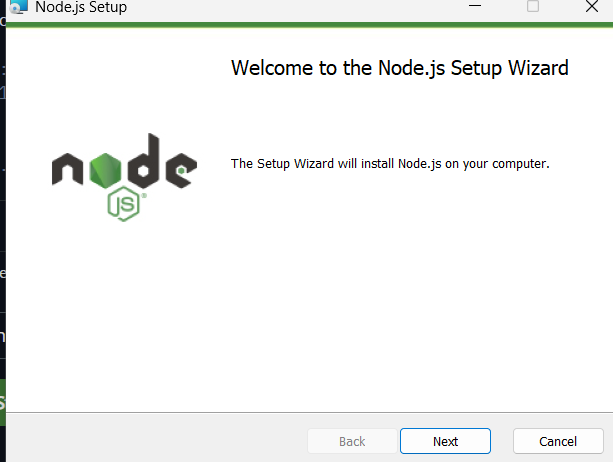 Node.js Setup
Welcome to the Node.js Setup Wizard
node
JS
The Setup Wizard will install Node.js on your computer.
Back
Next
Cancel